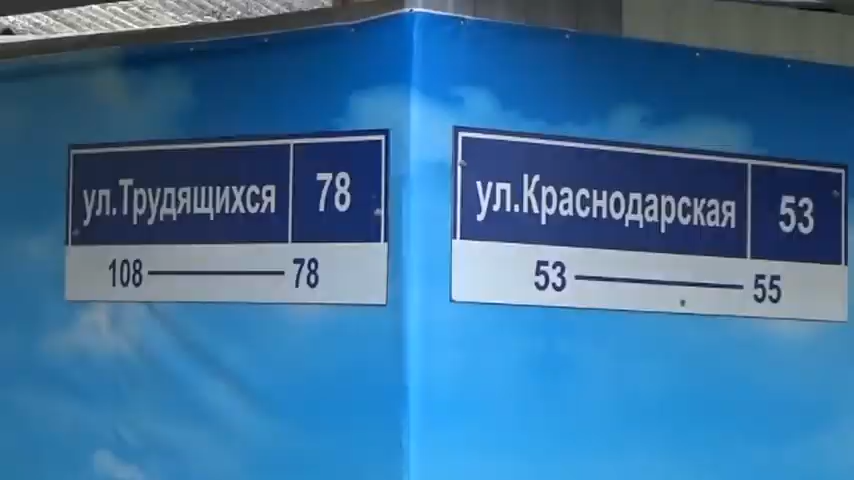 ул.Трудящихся 78
108 — 78
ул.Краснодарская 53
53 — 55